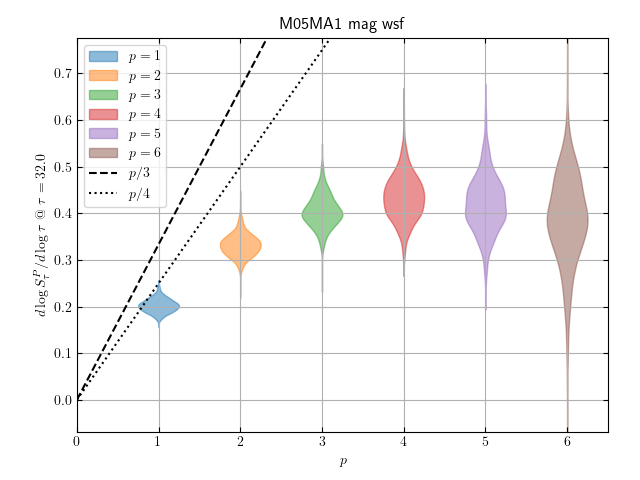 M05MA1 mag wsf
d log S_τ^P / d log τ @ τ = 32.0
0.7
0.6
0.5
0.4
0.3
0.2
0.1
0.0
p = 1
p = 2
p = 3
p = 4
p = 5
p = 6
p/3
p/4
0 1 2 3 4 5 6
p